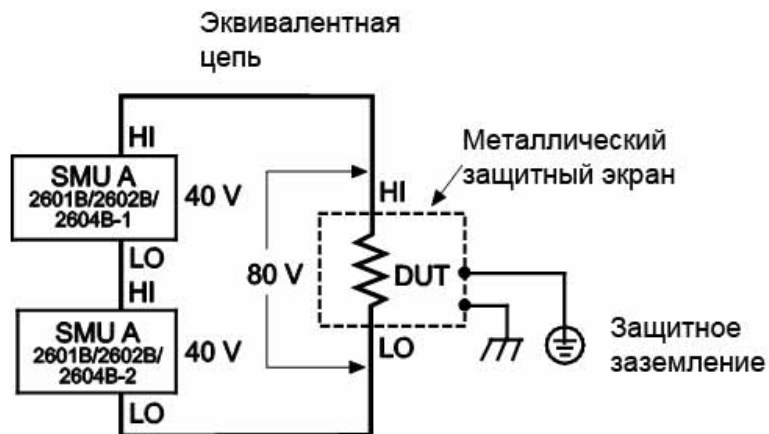 Эквивалентная
цепь
HI
SMU A
2601B/2602B/
2604B-1
40 V
LO
HI
SMU A
2601B/2602B/
2604B-2
40 V
LO
80 V
Металлический
защитный экран
HI
DUT
LO
Защитное
заземление